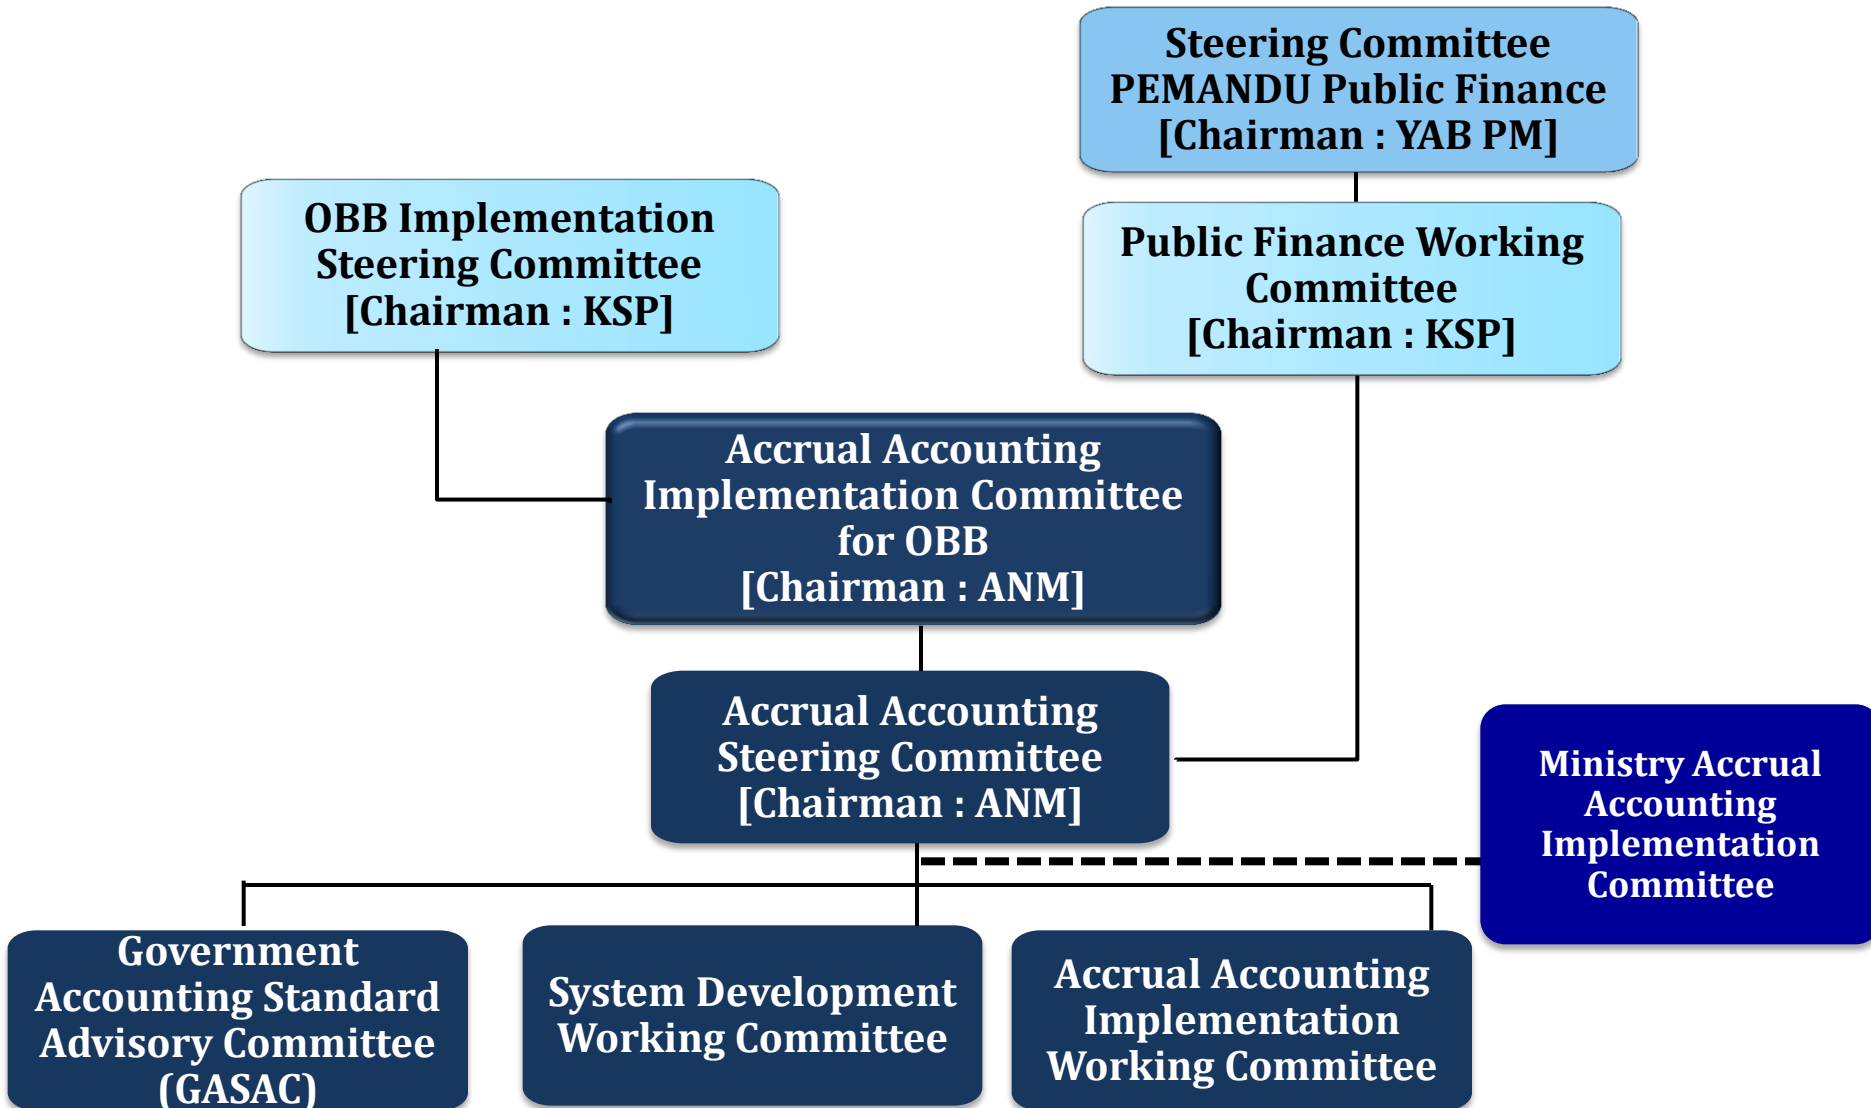 Steering Committee
PEMANDU Public Finance
[Chairman : YAB PM]
OBB Implementation
Steering Committee
[Chairman : KSP]
Public Finance Working
Committee
[Chairman : KSP]
Accrual Accounting
Implementation Committee
for OBB
[Chairman : ANM]
Accrual Accounting
Steering Committee
[Chairman : ANM]
Ministry Accrual
Accounting
Implementation
Committee
Government
Accounting Standard
Advisory Committee
(GASAC)
System Development
Working Committee
Accrual Accounting
Implementation
Working Committee